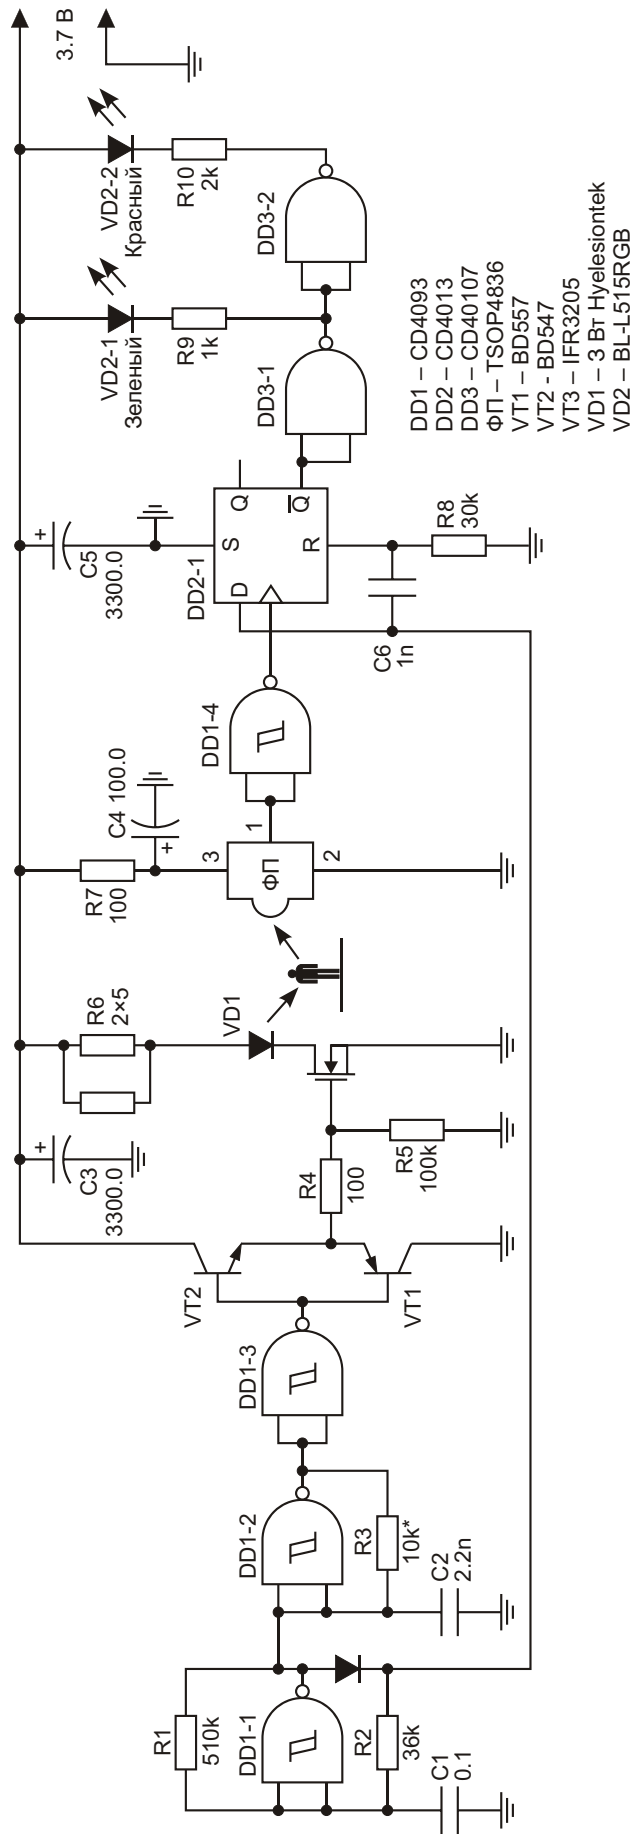 R1
510k
DD1-1
R2
36k
C1
0.1
DD1-2
R3
10k*
C2
2.2n
DD1-3
VT2
VT1
C3
+
3300.0
R4
100
R5
100k
R6
2×5
VD1
R7
100
C4 100.0
+
3
ФП
1
2
DD1-4
C5
+
3300.0
DD2-1
D
S
Q
R
Q
C6
1n
R8
30k
VD2-1
Зеленый
R9
1k
DD3-1
VD2-2
Красный
R10
2k
DD3-2
3.7 В
DD1 – CD4093
DD2 – CD4013
DD3 – CD40107
ФП – TSOP4836
VT1 – BD557
VT2 - BD547
VT3 – IFR3205
VD1 – 3 Вт Hyelesiontek
VD2 – BL-L515RGB